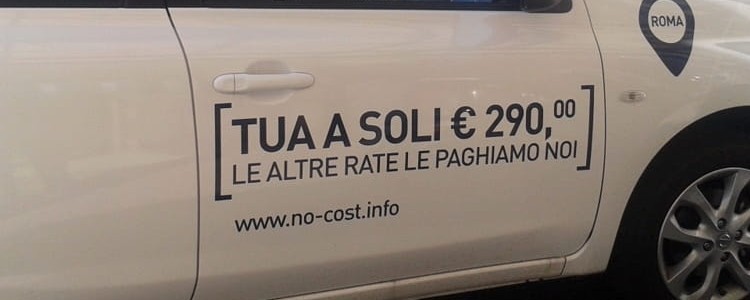 ROMA
[TUA A SOLI € 290,00
LE ALTRE RATE LE PAGHIAMO NOI]
www.no-cost.info